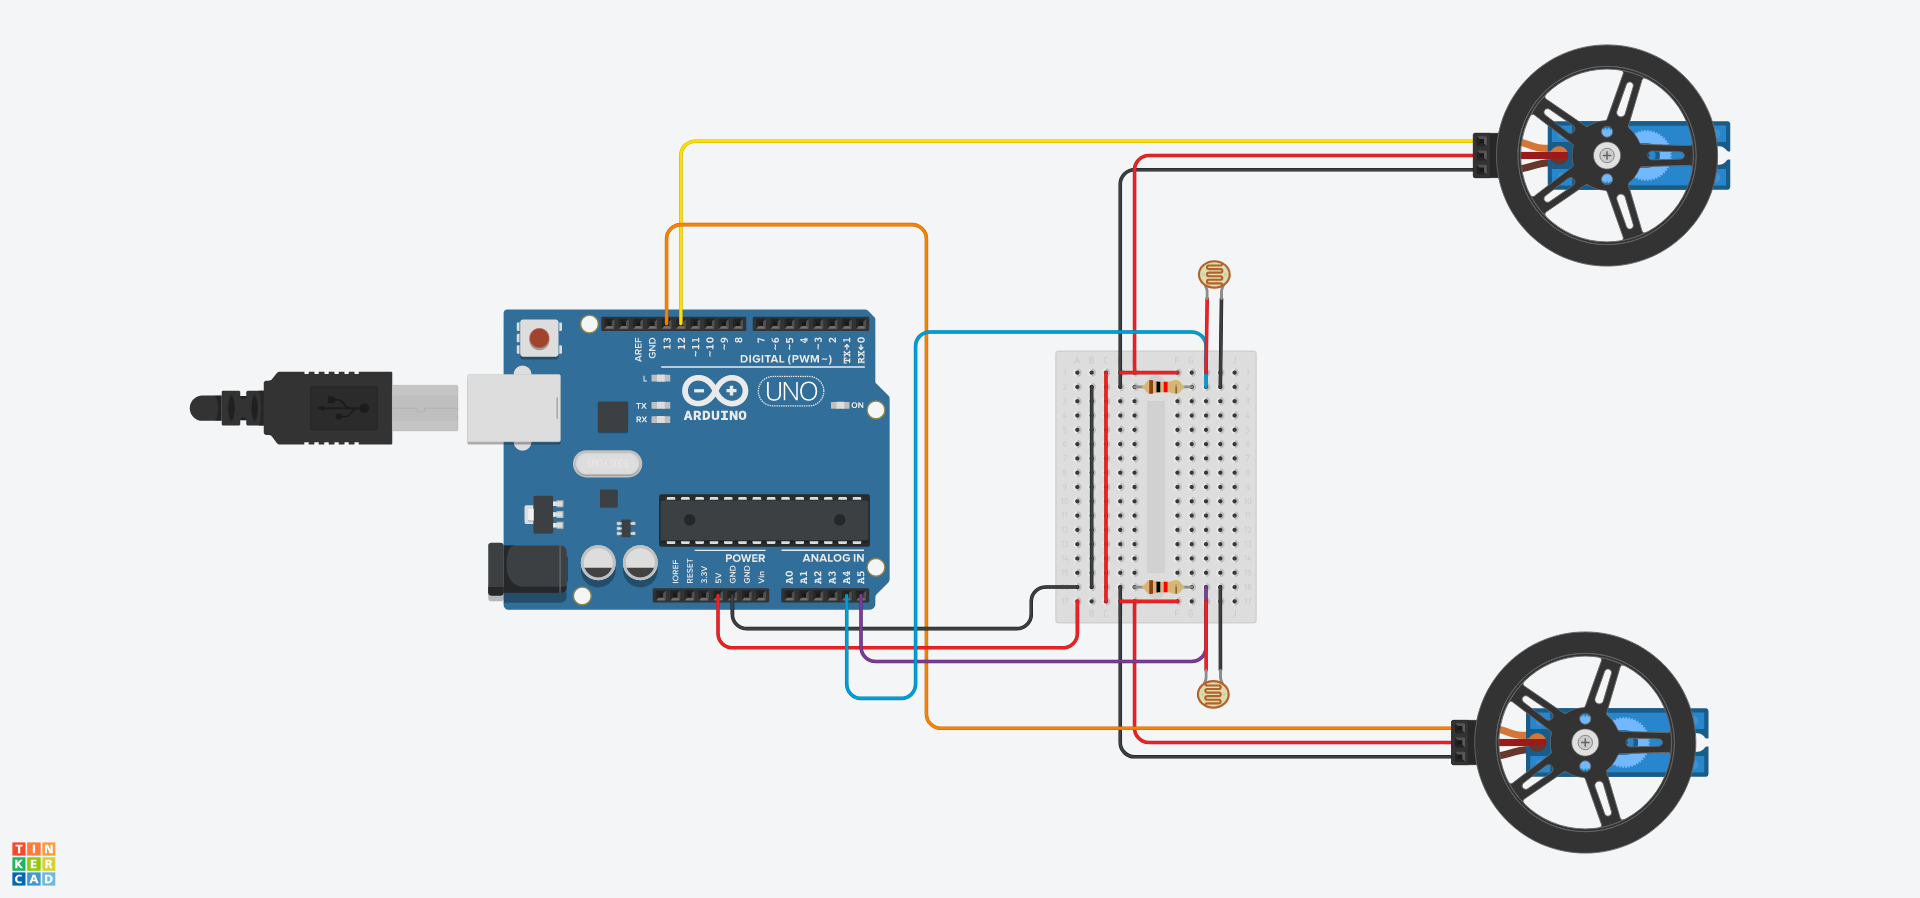 AREF
GND
13
12
~11
~10
~9
8
7
~6
~5
4
~3
2
TX→1
RX←0
DIGITAL (PWM~)
L
TX
RX
ARDUINO
UNO
ON
POWER
ANALOG IN
IOREF
RESET
3.3V
5V
GND
GND
Vin
A0
A1
A2
A3
A4
A5
TIN
KER
CAD